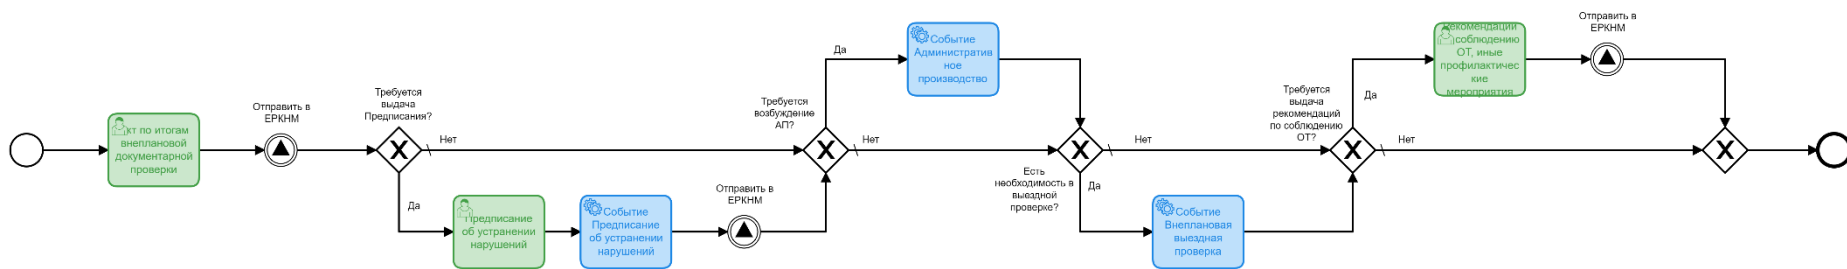 кт по итогам
внеплановой
документарной
проверки
Отправить в
ЕРКНМ
Требуется
выдача
Предписания?
Нет
Да
Предписание
об устранении
нарушений
Событие
Предписание
об устранении
нарушений
Отправить в
ЕРКНМ
Требуется
возбуждение
АП?
Да
Нет
Событие
Административ
ное
производство
Есть
необходимость в
выездной
проверке?
Нет
Да
Событие
Внеплановая
выездная
проверка
Требуется
выдача
рекомендаций
по соблюдению
ОТ?
Да
Нет
Рекомендации
соблюдению
ОТ, иные
профилактичес
кие
мероприятия
Отправить в
ЕРКНМ